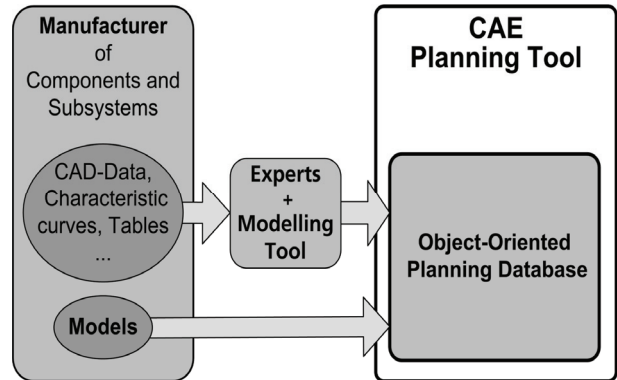 Manufacturer
of
Components and
Subsystems
CAD-Data,
Characteristic
curves, Tables
...
Models
Experts
+
Modelling
Tool
CAE
Planning Tool
Object-Oriented
Planning Database